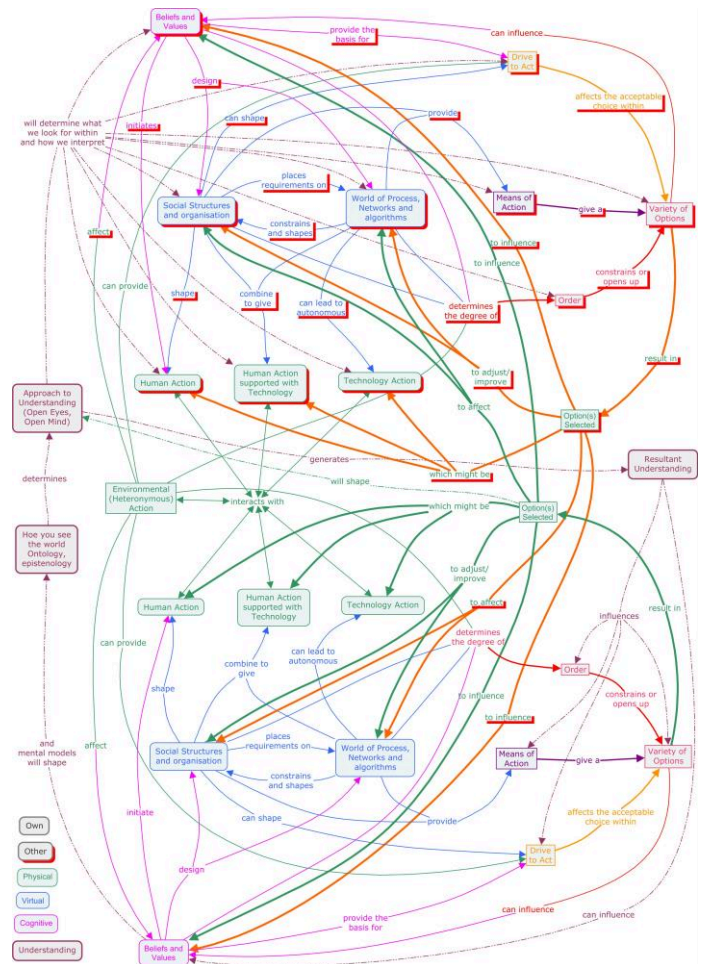 Beliefs and
Values
provide the
basis for
can influence
Drive
to Act
design
affects the acceptable
choice within
can shape
provide
will determine what
we look for within
and how we interpret
initiates
places
requirements on
Social Structures
and organisation
World of Process,
Networks and
algorithms
Means of
Action
give a
Variety of
Options
constrains
and shapes
affect
to influence
to influence
can provide
shape
combine
to give
can lead to
autonomous
determines
the degree of
Order
constrains or
opens up
result in
Human Action
Human Action
supported with
Technology
Technology Action
to adjust/
improve
to affect
Approach to
Understanding
(Open Eyes,
Open Mind)
Option(s)
Selected
generates
which might be
Resultant
Understanding
will shape
determines
Environmental
(Heteronymous)
Action
interacts with
which might be
Option(s)
Selected
Hoe you see
the world
Ontology,
epistenology
to adjust/
improve
Human Action
Human Action
supported with
Technology
Technology Action
to affect
influences
result in
can provide
combine to
give
can lead to
autonomous
determines
the degree of
Order
shape
constrains or
opens up
to influence
to influence
and
mental models
will shape
affect
Social Structures
and organisation
places
requirements on
World of Process,
Networks and
algorithms
Means of
Action
give a
Variety of
Options
constrains
and shapes
initiate
can shape
provide
affects the acceptable
choice within
Own
Other
Physical
Virtual
Cognitive
Understanding
design
Drive
to Act
provide the
basis for
can influence
can influence
Beliefs and
Values